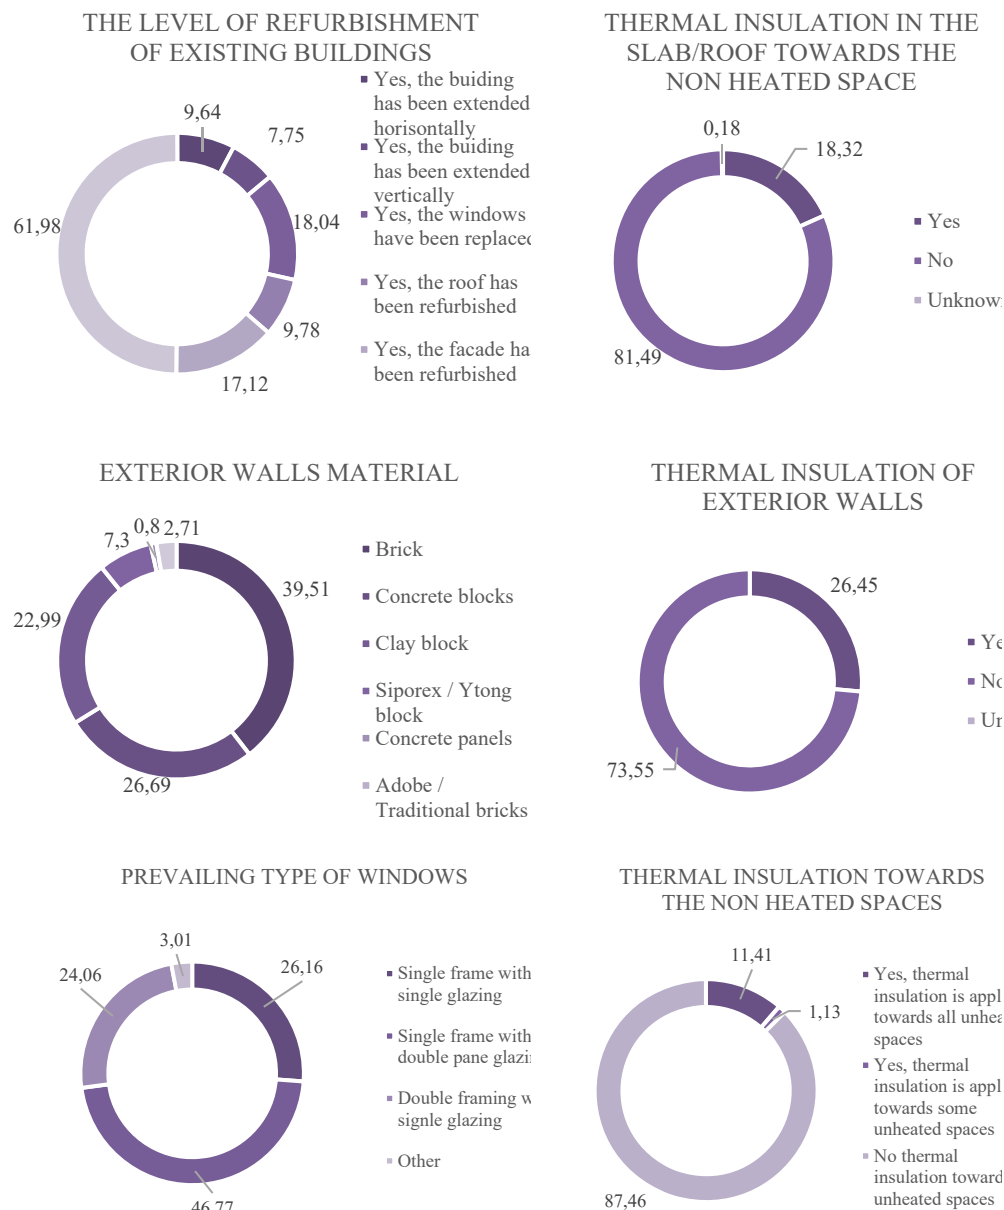 THE LEVEL OF REFURBISHMENT
OF EXISTING BUILDINGS
9,64
7,75
18,04
9,78
17,12
61,98
Yes, the buiding
has been extended
horisontally
Yes, the buiding
has been extended
vertically
Yes, the windows
have been replaced
Yes, the roof has
been refurbished
Yes, the facade ha
been refurbished
THERMAL INSULATION IN THE
SLAB/ROOF TOWARDS THE
NON HEATED SPACE
0,18
18,32
81,49
Yes
No
Unknow
EXTERIOR WALLS MATERIAL
7,3
0,8
2,71
39,51
22,99
26,69
Brick
Concrete blocks
Clay block
Siporex / Ytong
block
Concrete panels
Adobe /
Traditional bricks
THERMAL INSULATION OF
EXTERIOR WALLS
26,45
73,55
Ye
No
Un
PREVAILING TYPE OF WINDOWS
3,01
24,06
26,16
46,77
Single frame with
single glazing
Single frame with
double pane glazi
Double framing w
signle glazing
Other
THERMAL INSULATION TOWARDS
THE NON HEATED SPACES
11,41
1,13
87,46
Yes, thermal
insulation is appl
towards all unhea
spaces
Yes, thermal
insulation is appl
towards some
unheated spaces
No thermal
insulation toward
unheated spaces